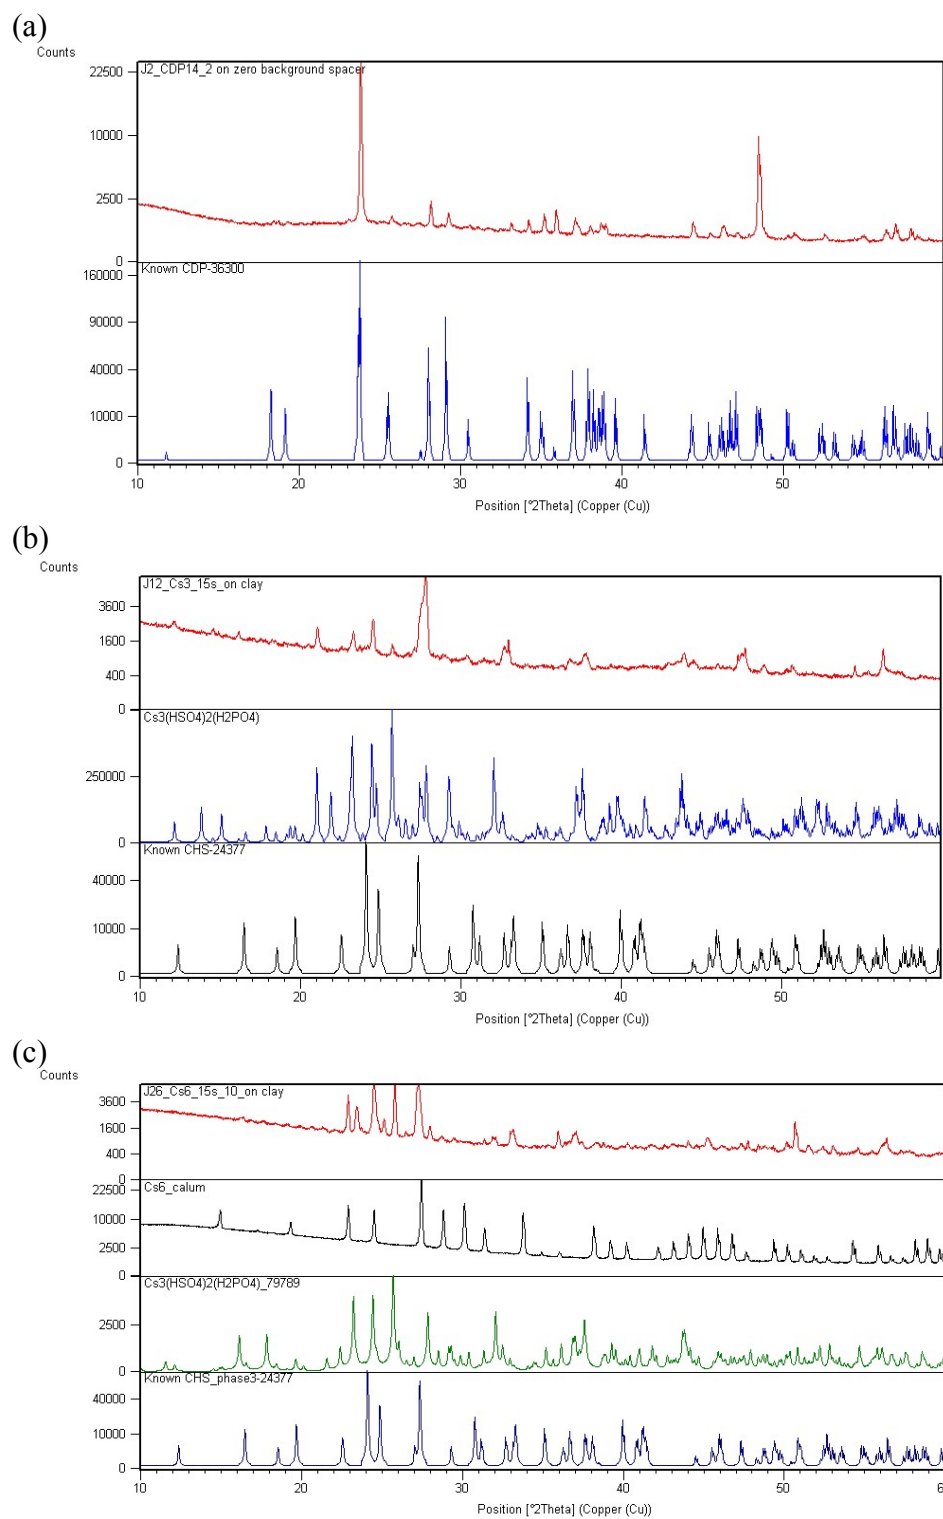 (a)
Counts
J2_CDP14_2 on zero background spacer
22500
10000
2500
0
Known CDP-36300
160000
90000
40000
10000
0
10 20 30 40 50
Position [°2Theta] (Copper (Cu))
(b)
Counts
J12_Cs3_15s_on clay
3600
1600
400
0
Cs3(HSO4)2(H2PO4)
250000
0
Known CHS-24377
40000
10000
0
10 20 30 40 50
Position [°2Theta] (Copper (Cu))
(c)
Counts
J26_Cs6_15s_10_on clay
3600
1600
400
0
Cs6_calum
22500
10000
2500
0
Cs3(HSO4)2(H2PO4)_79789
2500
0
Known CHS_phase3-24377
40000
10000
0
10 20 30 40 50 6
Position [°2Theta] (Copper (Cu))